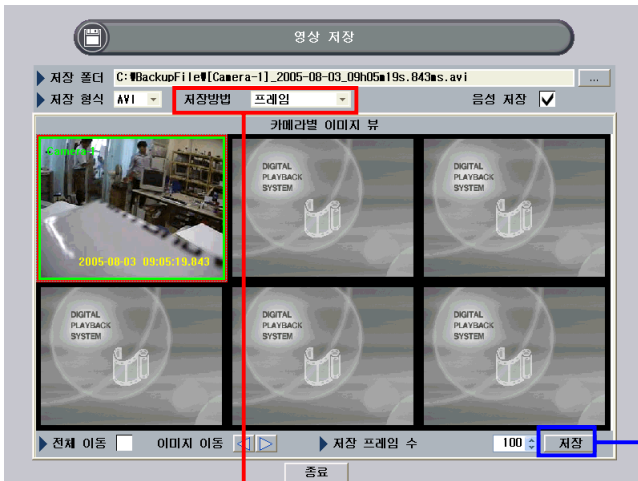 영상 저장
저장 폴더 C:₩BackupFile₩[Camera-1]_2005-08-03_09h05m19s.843ms.avi ...
저장 형식 AVI 저장방법 프레임 음성 저장
카메라별 이미지 뷰
Camera-1
2005-08-03 09:05:19.843
DIGITAL
PLAYBACK
SYSTEM
DIGITAL
PLAYBACK
SYSTEM
DIGITAL
PLAYBACK
SYSTEM
DIGITAL
PLAYBACK
SYSTEM
DIGITAL
PLAYBACK
SYSTEM
전체 이동 이미지 이동 저장 프레임 수 100 저장
종료